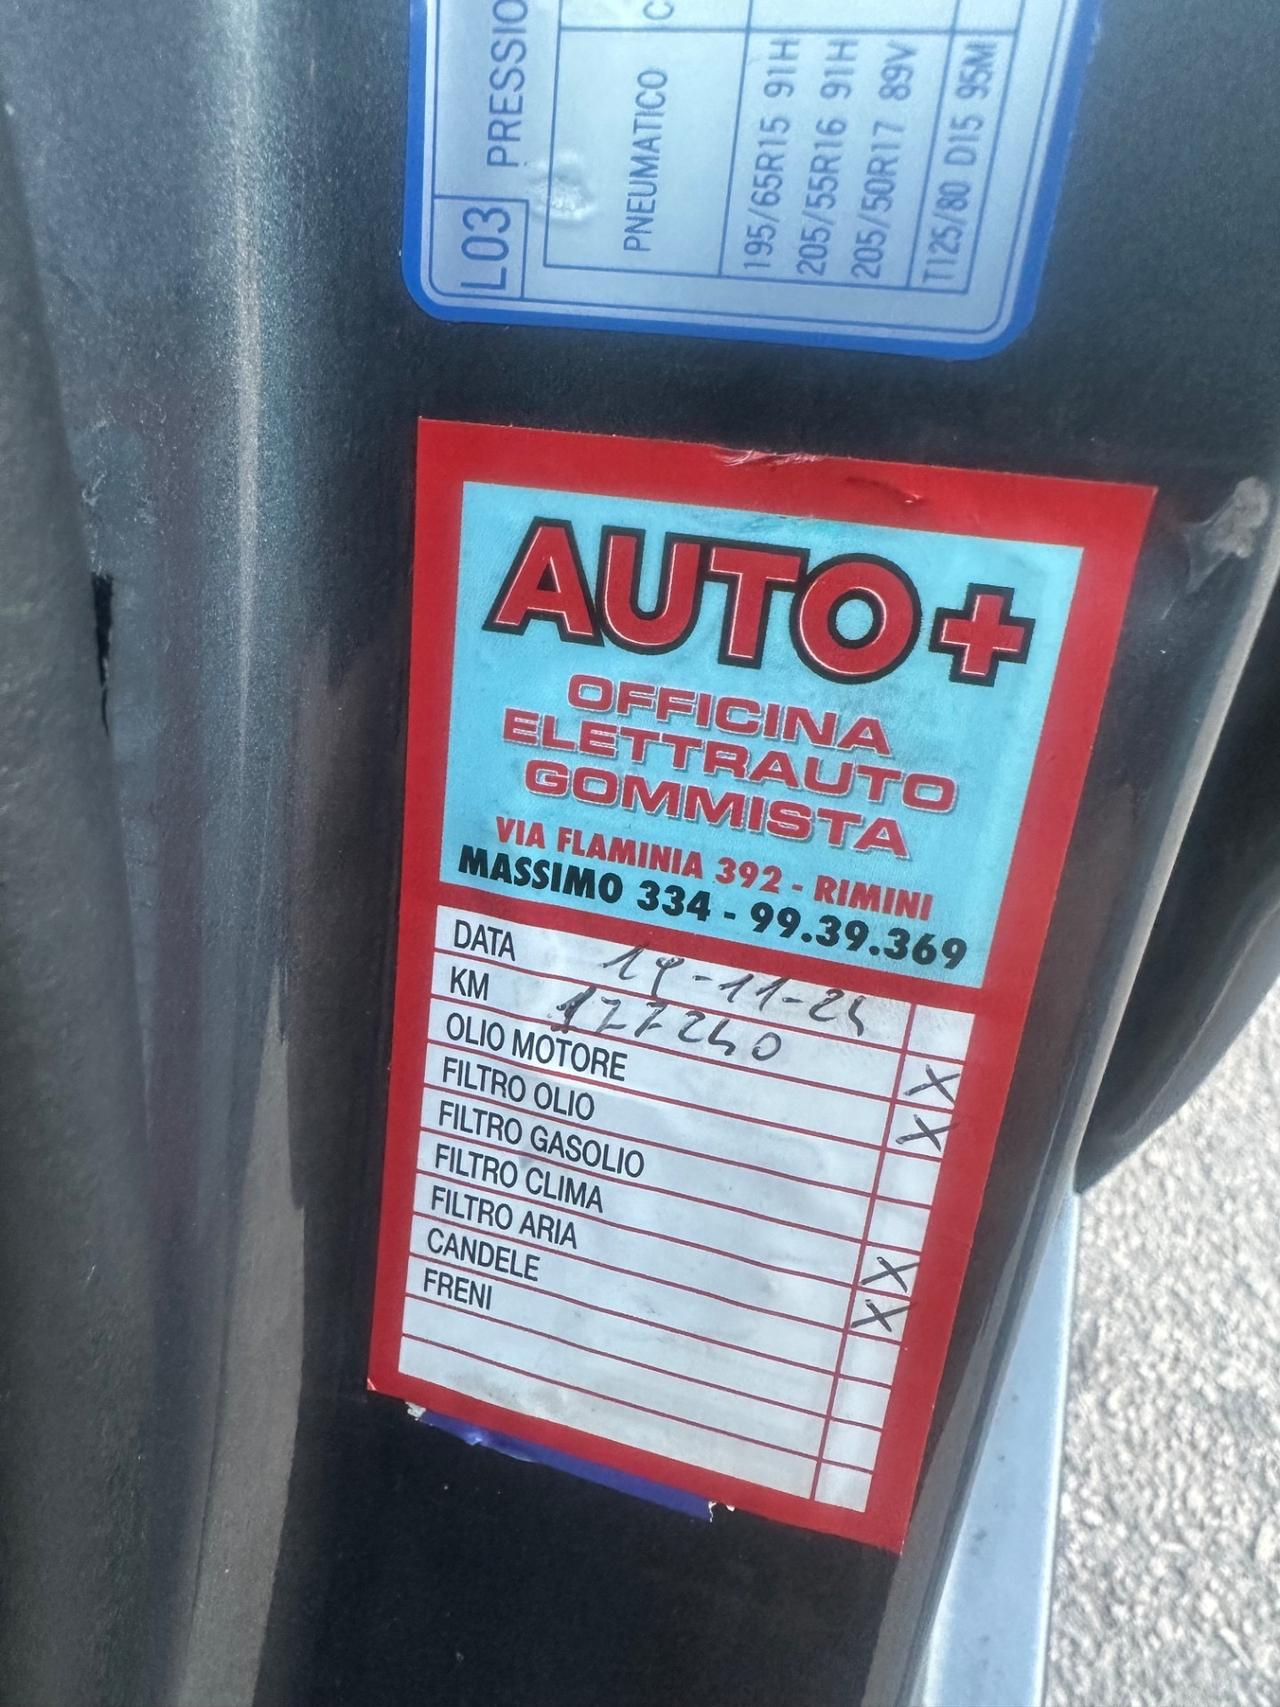 L03 PRESSIO
PNEUMATICO
195/65R15 91H
205/55R16 91H
205/50R17 89V
T125/80 D15 95M
AUTO+
OFFICINA
ELETTRAUTO
GOMMISTA
VIA FLAMINIA 392 - RIMINI
MASSIMO 334 - 99.39.369
DATA
KM 177240
OLIO MOTORE X
FILTRO OLIO X
FILTRO GASOLIO
FILTRO CLIMA
FILTRO ARIA X
CANDELE X
FRENI